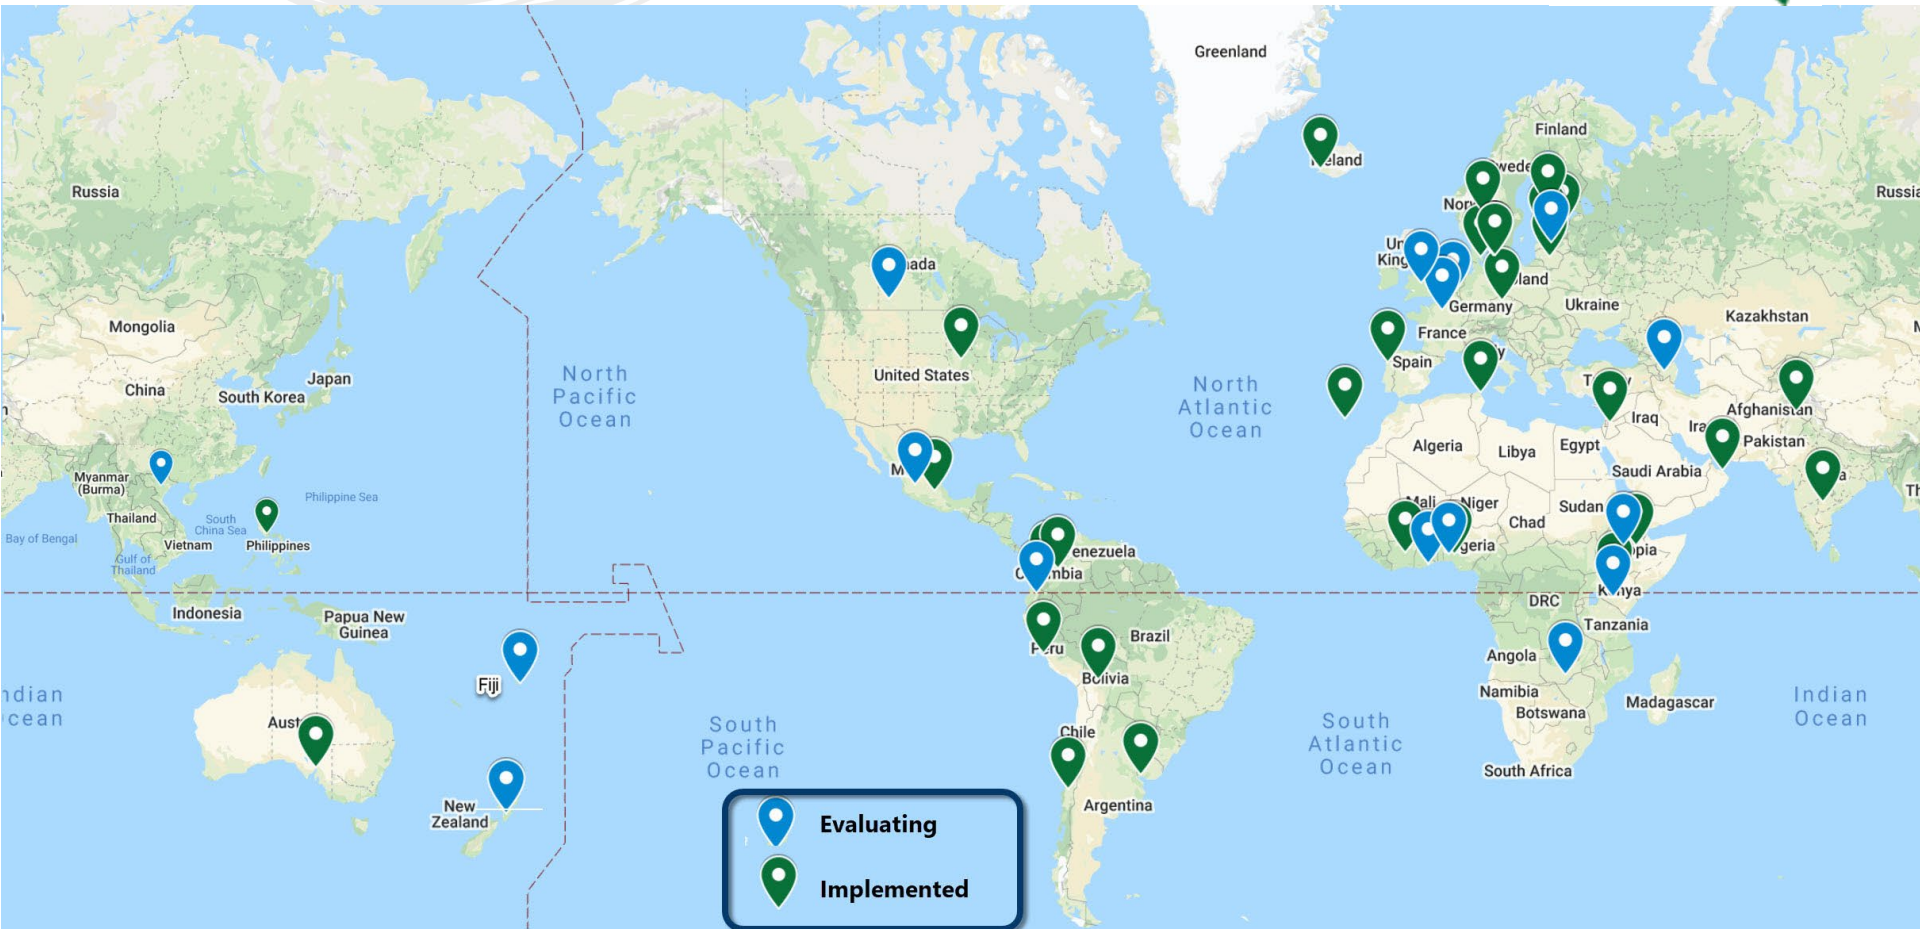 Greenland
Finland
Russia
Russia
Mongolia
China
South Korea
Japan
Myanmar
(Burma)
Thailand
Vietnam
Philippines
Philippine Sea
South
China Sea
Bay of Bengal
Gulf of
Thailand
Indonesia
Papua New
Guinea
Fiji
New
Zealand
North
Pacific
Ocean
United States
North
Atlantic
Ocean
Ukraine
Germany
France
Spain
Kazakhstan
Afghanistan
Pakistan
Iraq
Algeria
Libya
Egypt
Saudi Arabia
Mali
Niger
Chad
Sudan
DRC
Kenya
Tanzania
Angola
Namibia
Botswana
Madagascar
South Africa
Peru
Brazil
Bolivia
Chile
Argentina
South
Pacific
Ocean
South
Atlantic
Ocean
Indian
Ocean
Evaluating
Implemented